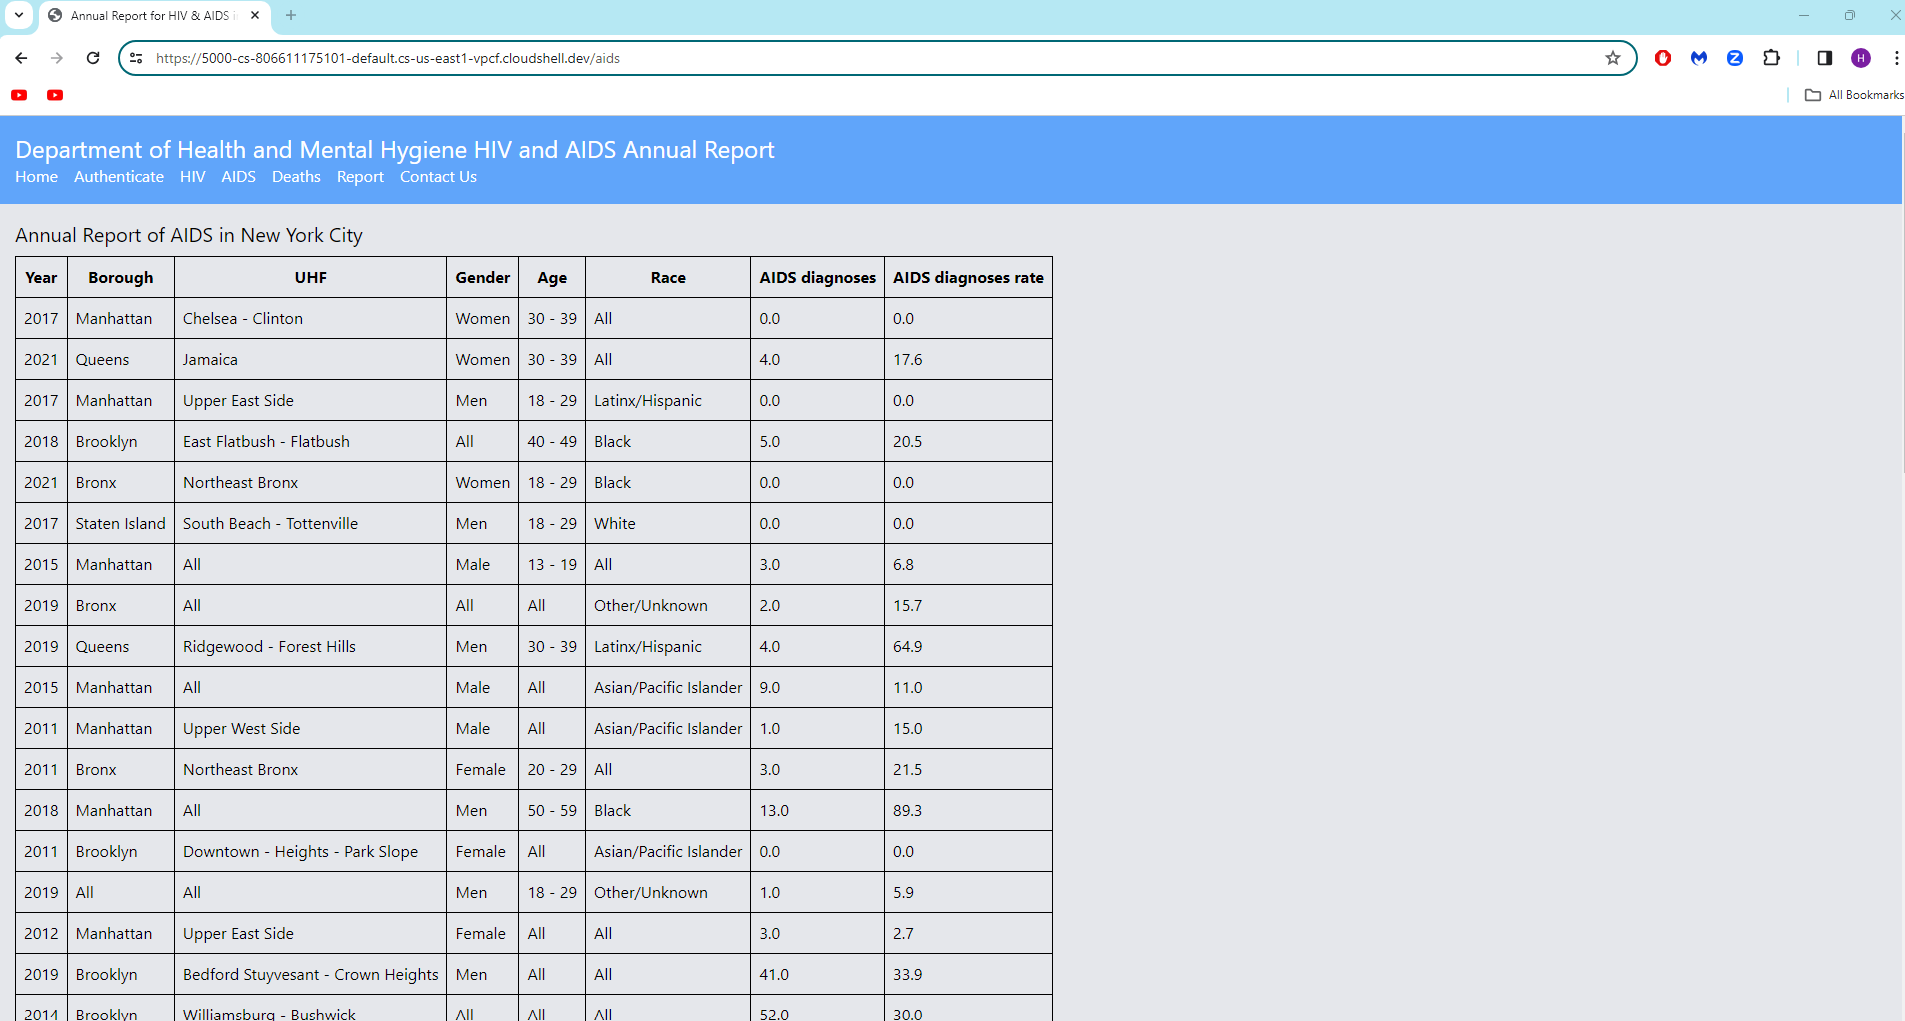 Annual Report for HIV & AIDS i
https://5000-cs-806611175101-default.cs-us-east1-vpcf.cloudshell.dev/aids
H
All Bookmarks
Department of Health and Mental Hygiene HIV and AIDS Annual Report
Home Authenticate HIV AIDS Deaths Report Contact Us
Annual Report of AIDS in New York City
Year Borough UHF Gender Age Race AIDS diagnoses AIDS diagnoses rate
2017 Manhattan Chelsea - Clinton Women 30 - 39 All 0.0 0.0
2021 Queens Jamaica Women 30 - 39 All 4.0 17.6
2017 Manhattan Upper East Side Men 18 - 29 Latinx/Hispanic 0.0 0.0
2018 Brooklyn East Flatbush - Flatbush All 40 - 49 Black 5.0 20.5
2021 Bronx Northeast Bronx Women 18 - 29 Black 0.0 0.0
2017 Staten Island South Beach - Tottenville Men 18 - 29 White 0.0 0.0
2015 Manhattan All Male 13 - 19 All 3.0 6.8
2019 Bronx All All All Other/Unknown 2.0 15.7
2019 Queens Ridgewood - Forest Hills Men 30 - 39 Latinx/Hispanic 4.0 64.9
2015 Manhattan All Male All Asian/Pacific Islander 9.0 11.0
2011 Manhattan Upper West Side Male All Asian/Pacific Islander 1.0 15.0
2011 Bronx Northeast Bronx Female 20 - 29 All 3.0 21.5
2018 Manhattan All Men 50 - 59 Black 13.0 89.3
2011 Brooklyn Downtown - Heights - Park Slope Female All Asian/Pacific Islander 0.0 0.0
2019 All All Men 18 - 29 Other/Unknown 1.0 5.9
2012 Manhattan Upper East Side Female All All 3.0 2.7
2019 Brooklyn Bedford Stuyvesant - Crown Heights Men All All 41.0 33.9
2014 Brooklyn Williamsburg - Bushwick All All All 52.0 30.0